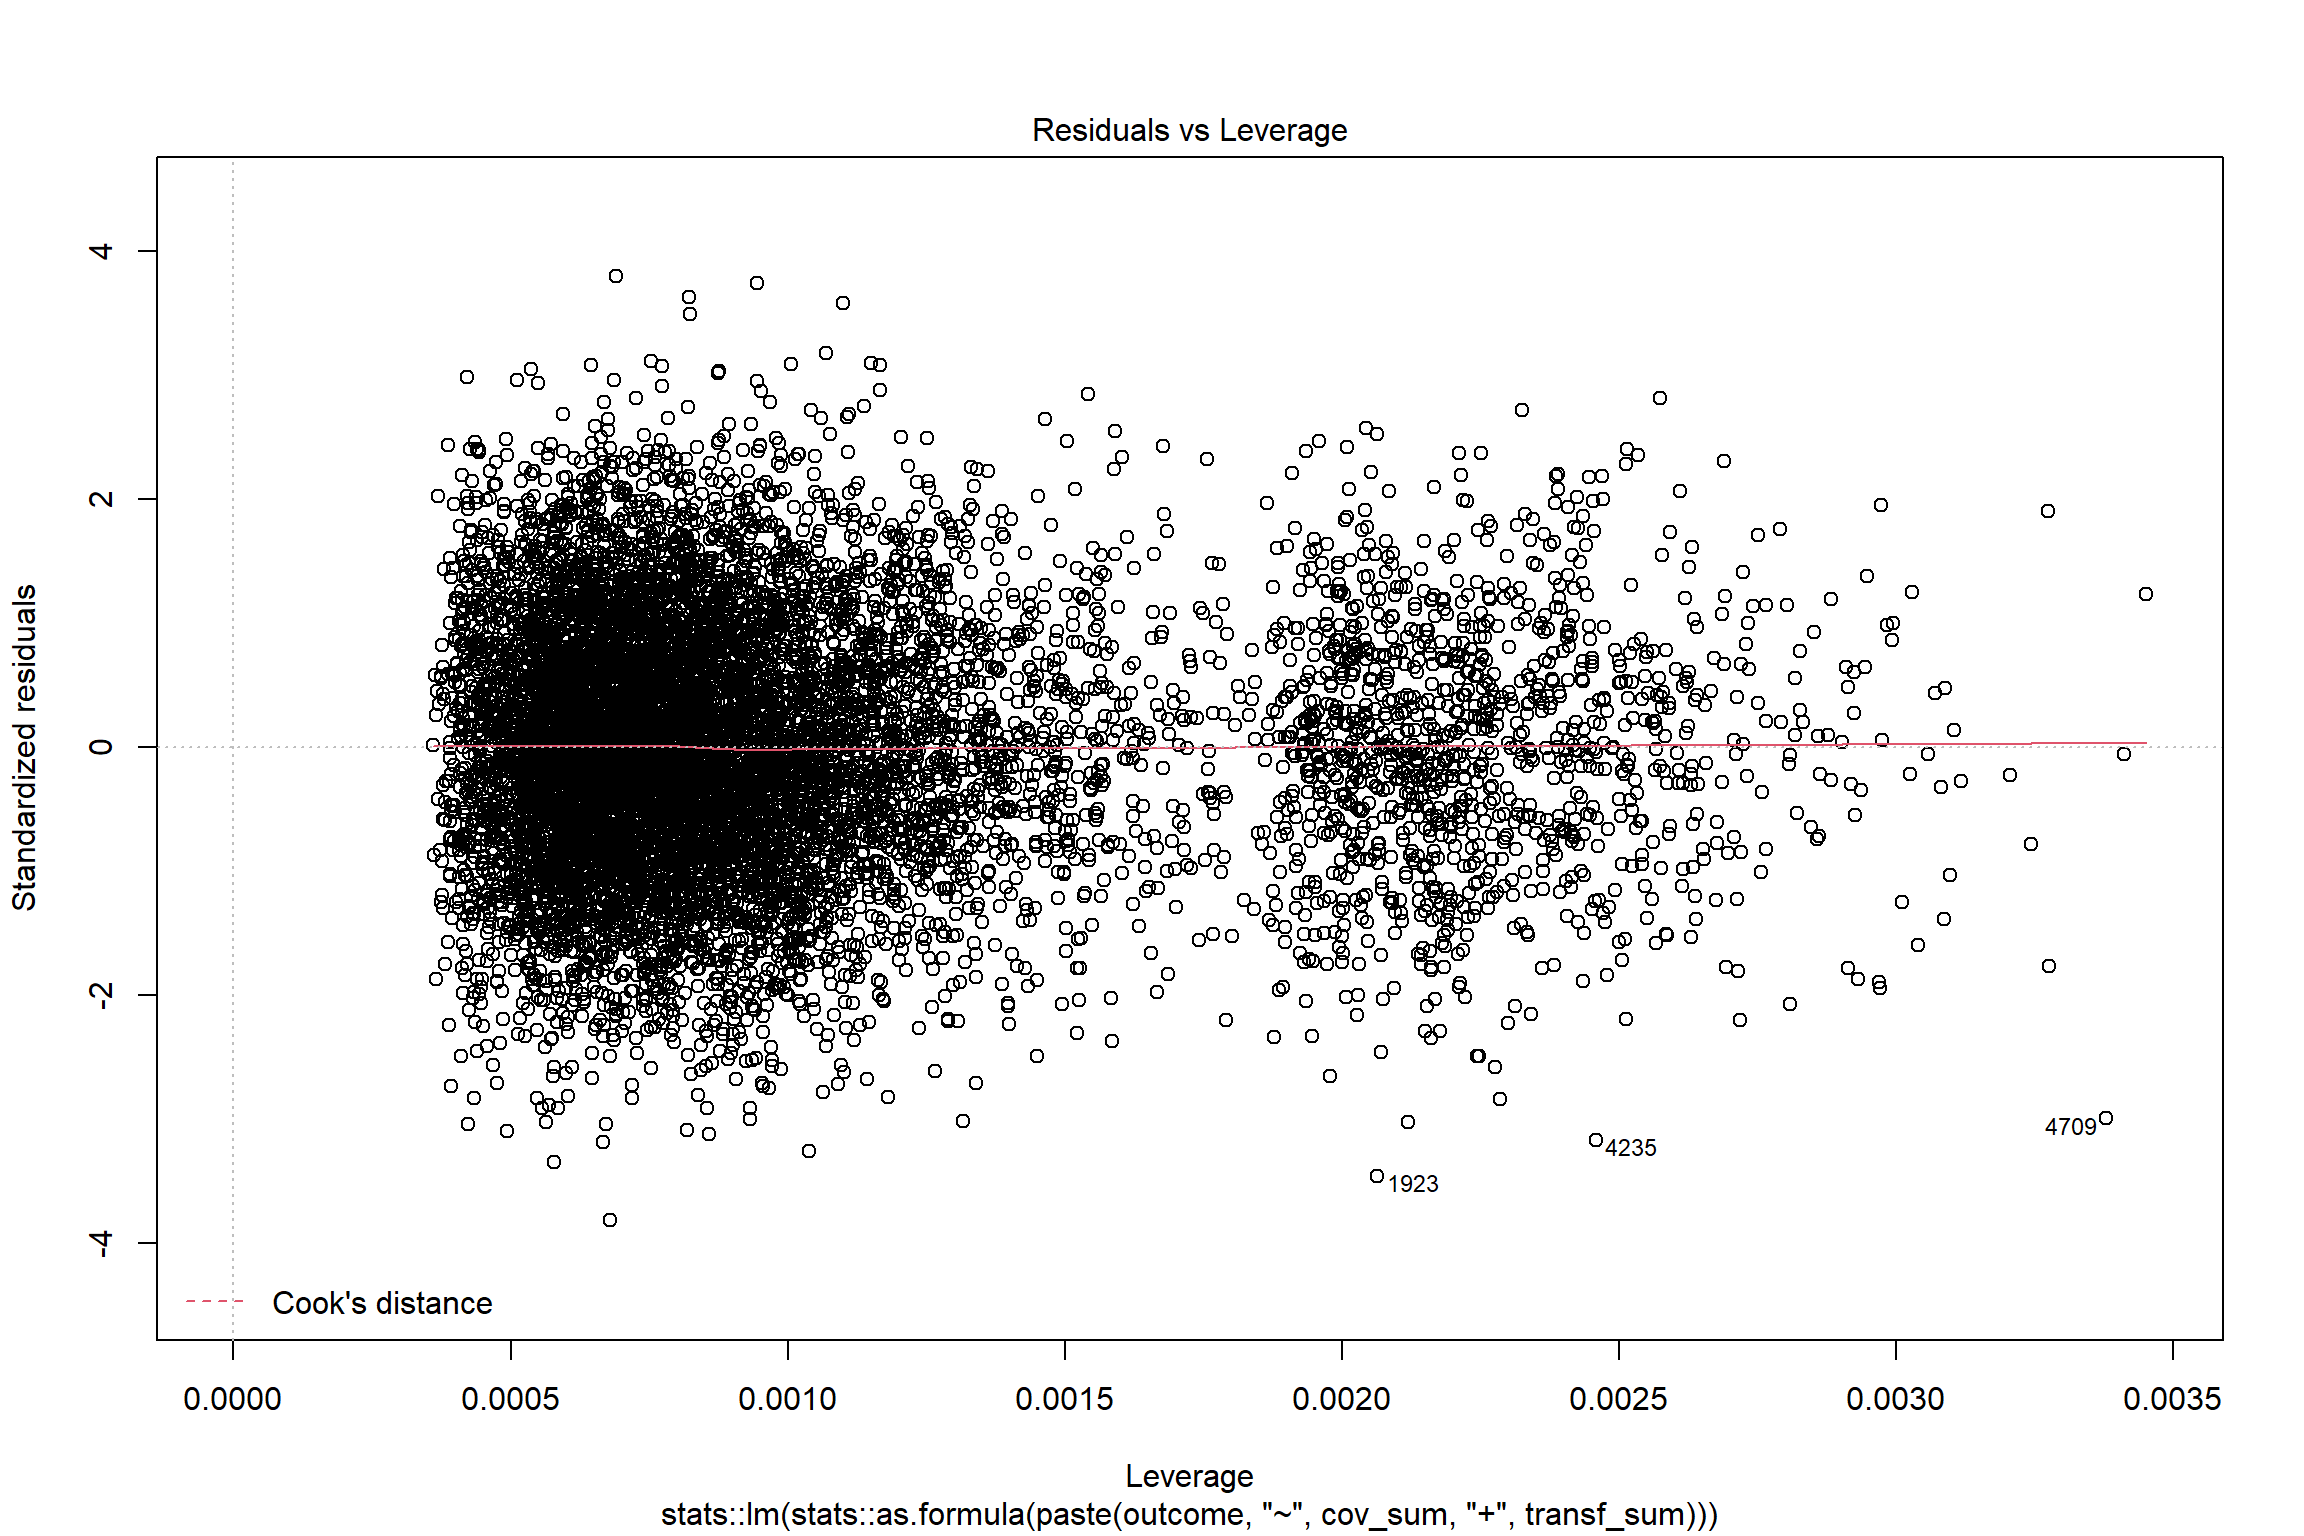 Residuals vs Leverage
Standardized residuals
4
2
0
-2
-4
4709
4235
1923
Cook's distance
0.0000 0.0005 0.0010 0.0015 0.0020 0.0025 0.0030 0.0035
Leverage
stats::lm(stats::as.formula(paste(outcome, "~", cov_sum, "+", transf_sum)))